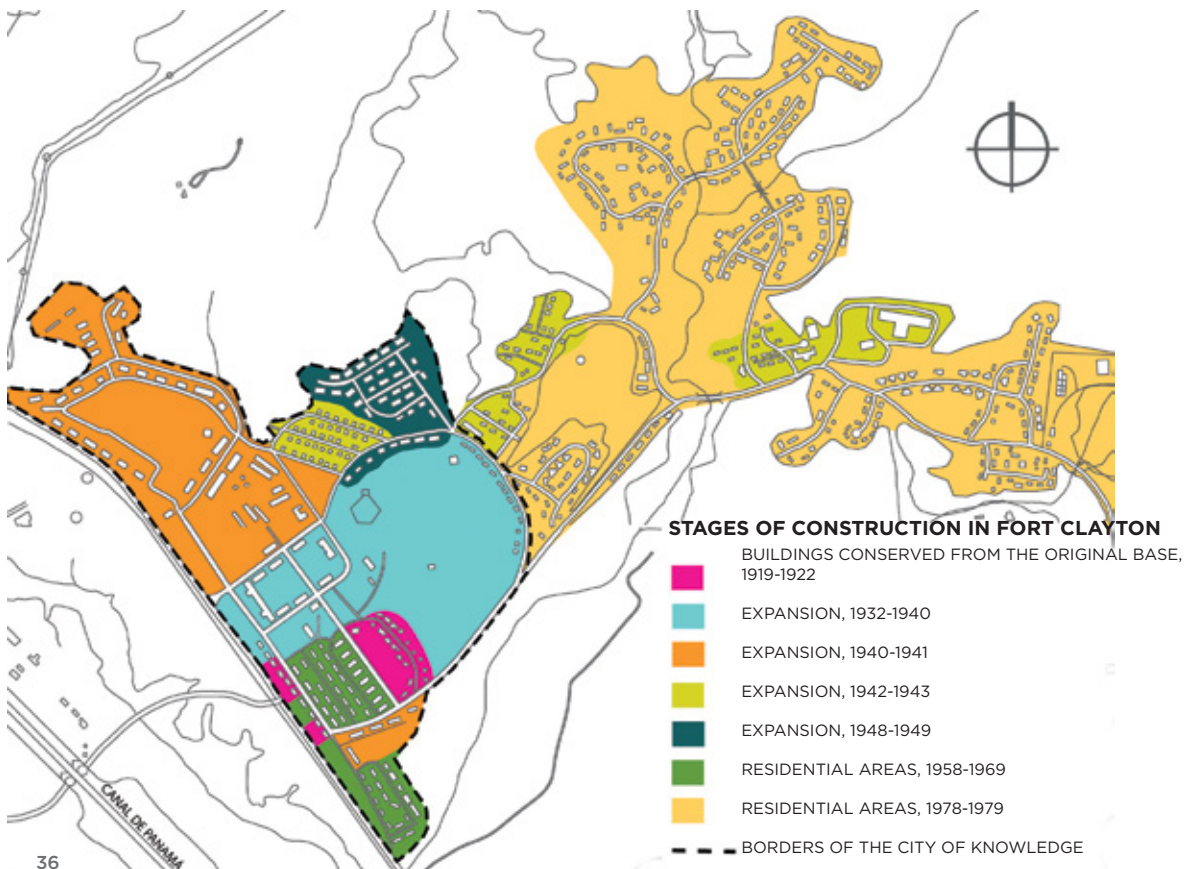 STAGES OF CONSTRUCTION IN FORT CLAYTON
BUILDINGS CONSERVED FROM THE ORIGINAL BASE,
1919-1922
EXPANSION, 1932-1940
EXPANSION, 1940-1941
EXPANSION, 1942-1943
EXPANSION, 1948-1949
RESIDENTIAL AREAS, 1958-1969
RESIDENTIAL AREAS, 1978-1979
BORDERS OF THE CITY OF KNOWLEDGE
CANAL DE PANAMÁ
36